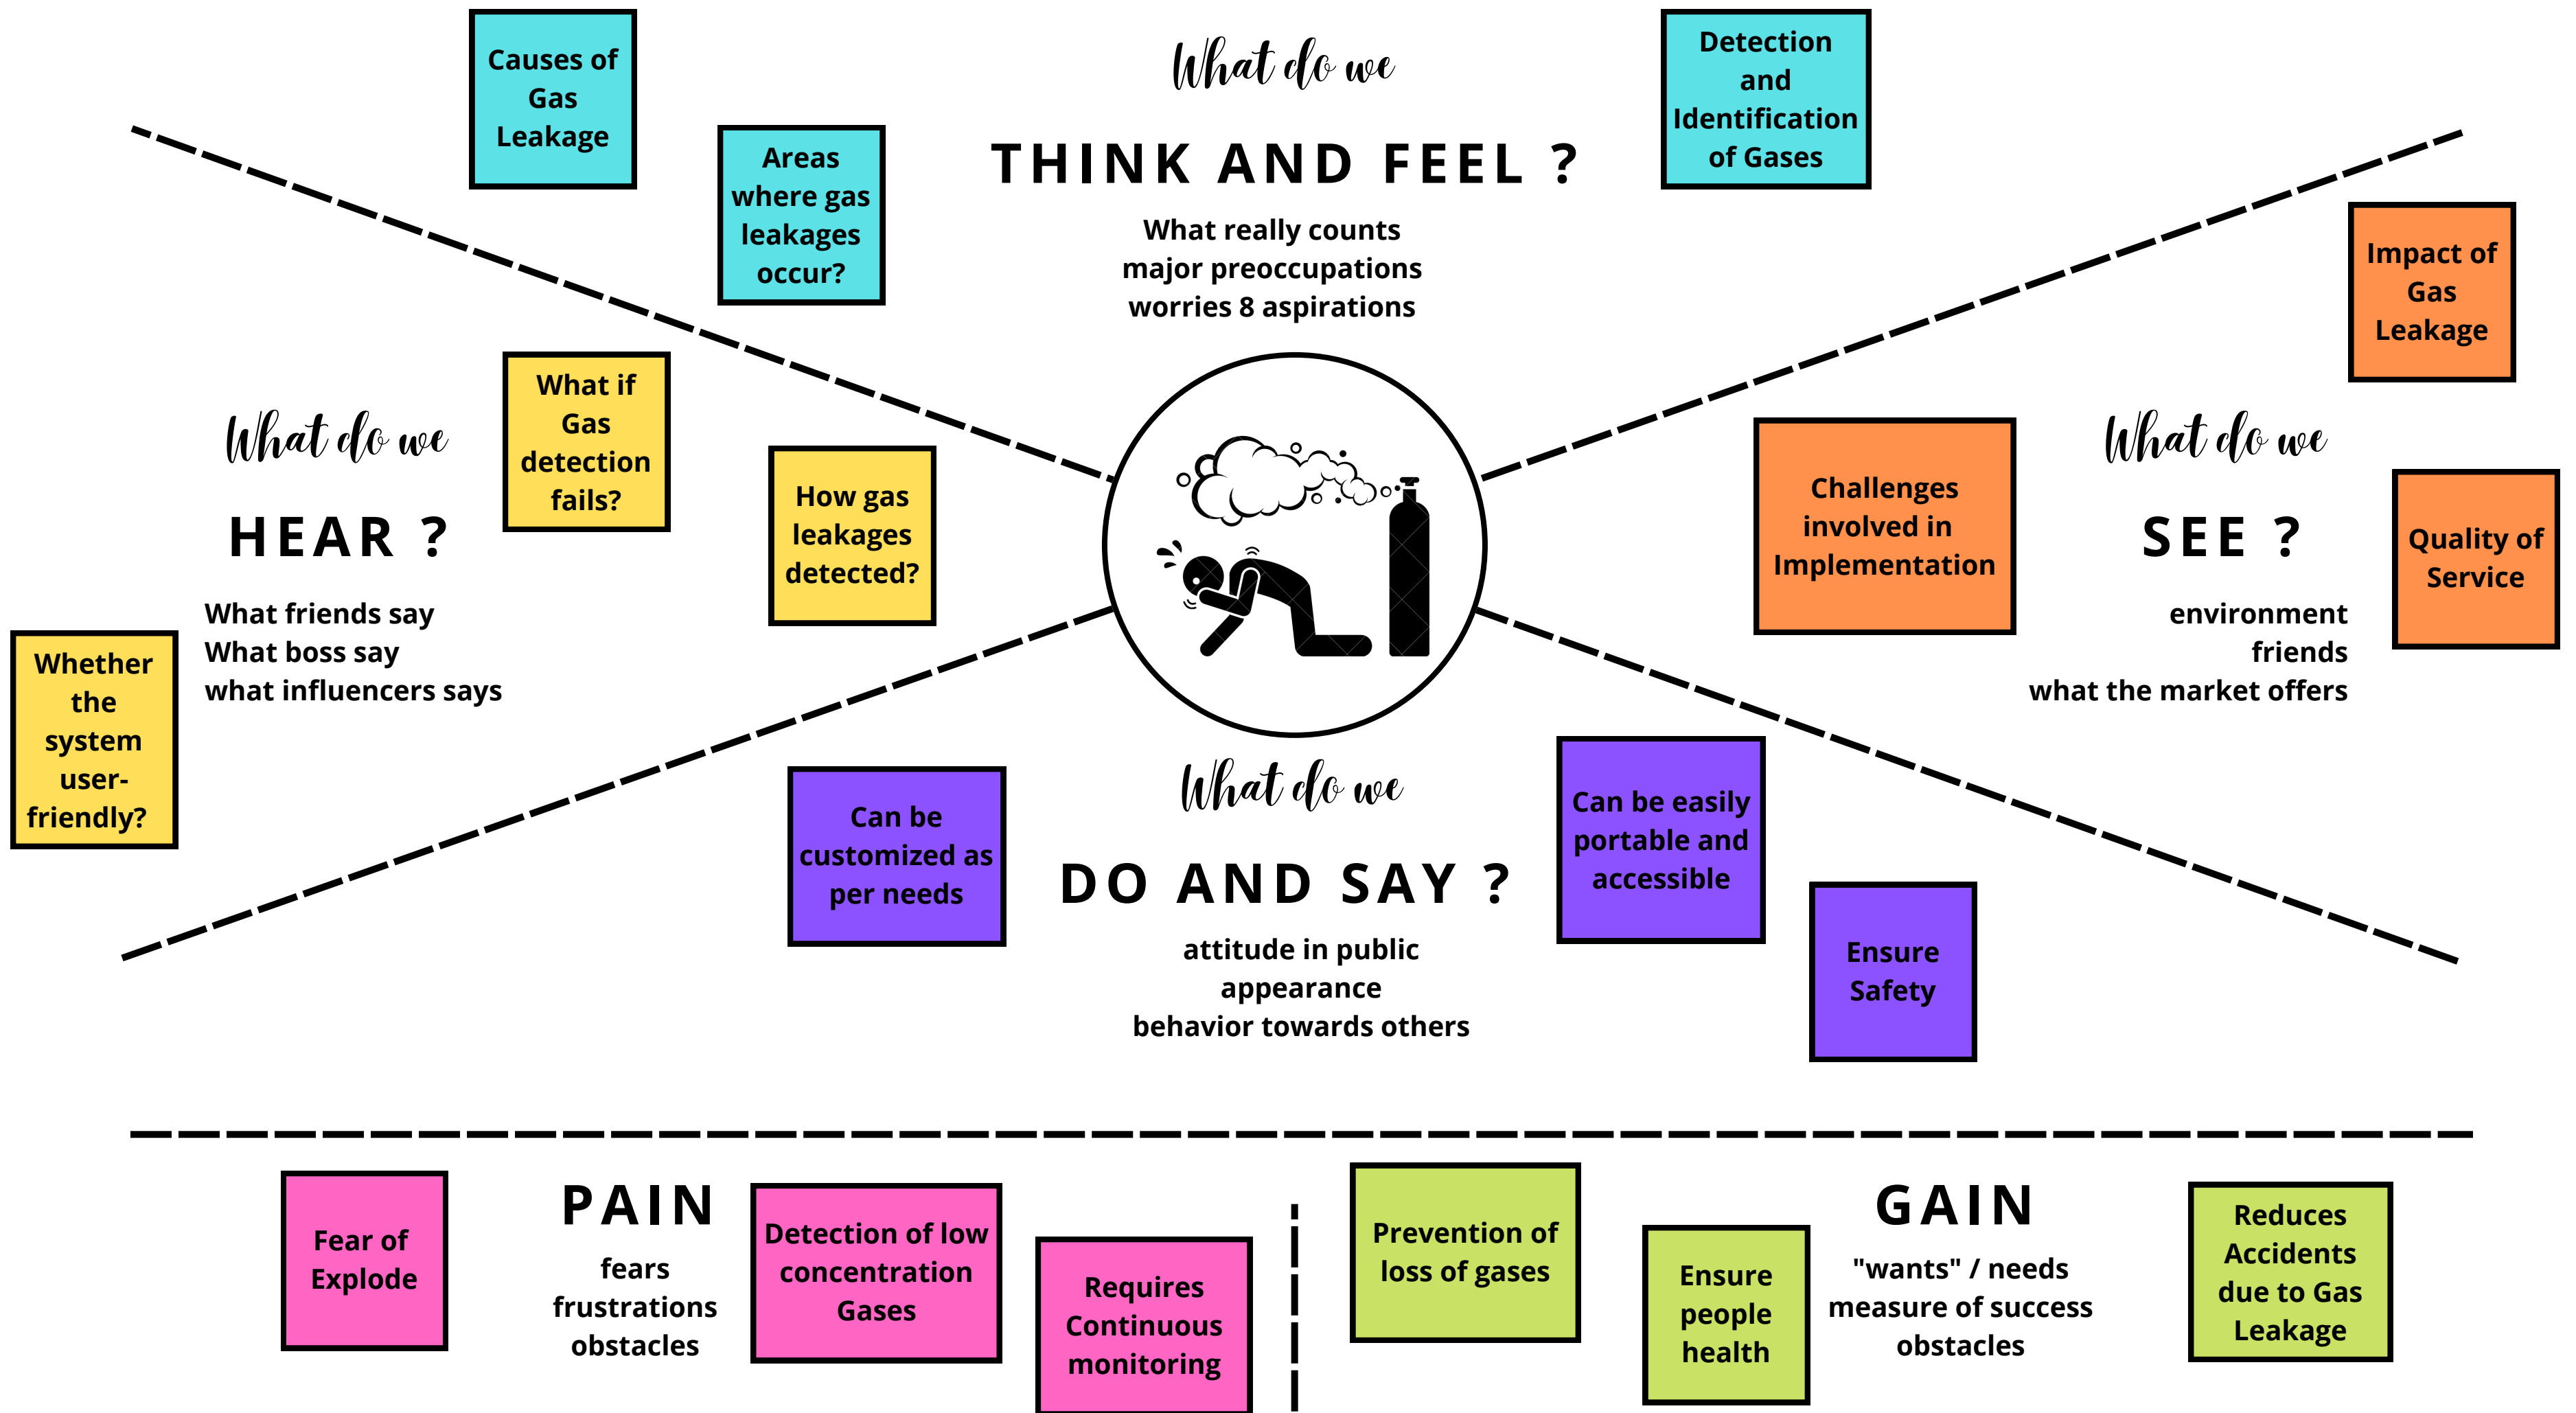 Causes of
Gas
Leakage
Areas
where gas
leakages
occur?
What do we
THINK AND FEEL ?
What really counts
major preoccupations
worries 8 aspirations
Detection
and
Identification
of Gases
What do we
HEAR ?
What friends say
What boss say
what influencers says
What if
Gas
detection
fails?
How gas
leakages
detected?
Whether
the
system
user-
friendly?
Impact of
Gas
Leakage
Challenges
involved in
Implementation
What do we
SEE ?
environment
friends
what the market offers
Quality of
Service
Can be
customized as
per needs
What do we
DO AND SAY ?
attitude in public
appearance
behavior towards others
Can be easily
portable and
accessible
Ensure
Safety
Fear of
Explode
PAIN
fears
frustrations
obstacles
Detection of low
concentration
Gases
Requires
Continuous
monitoring
Prevention of
loss of gases
Ensure
people
health
GAIN
"wants" / needs
measure of success
obstacles
Reduces
Accidents
due to Gas
Leakage